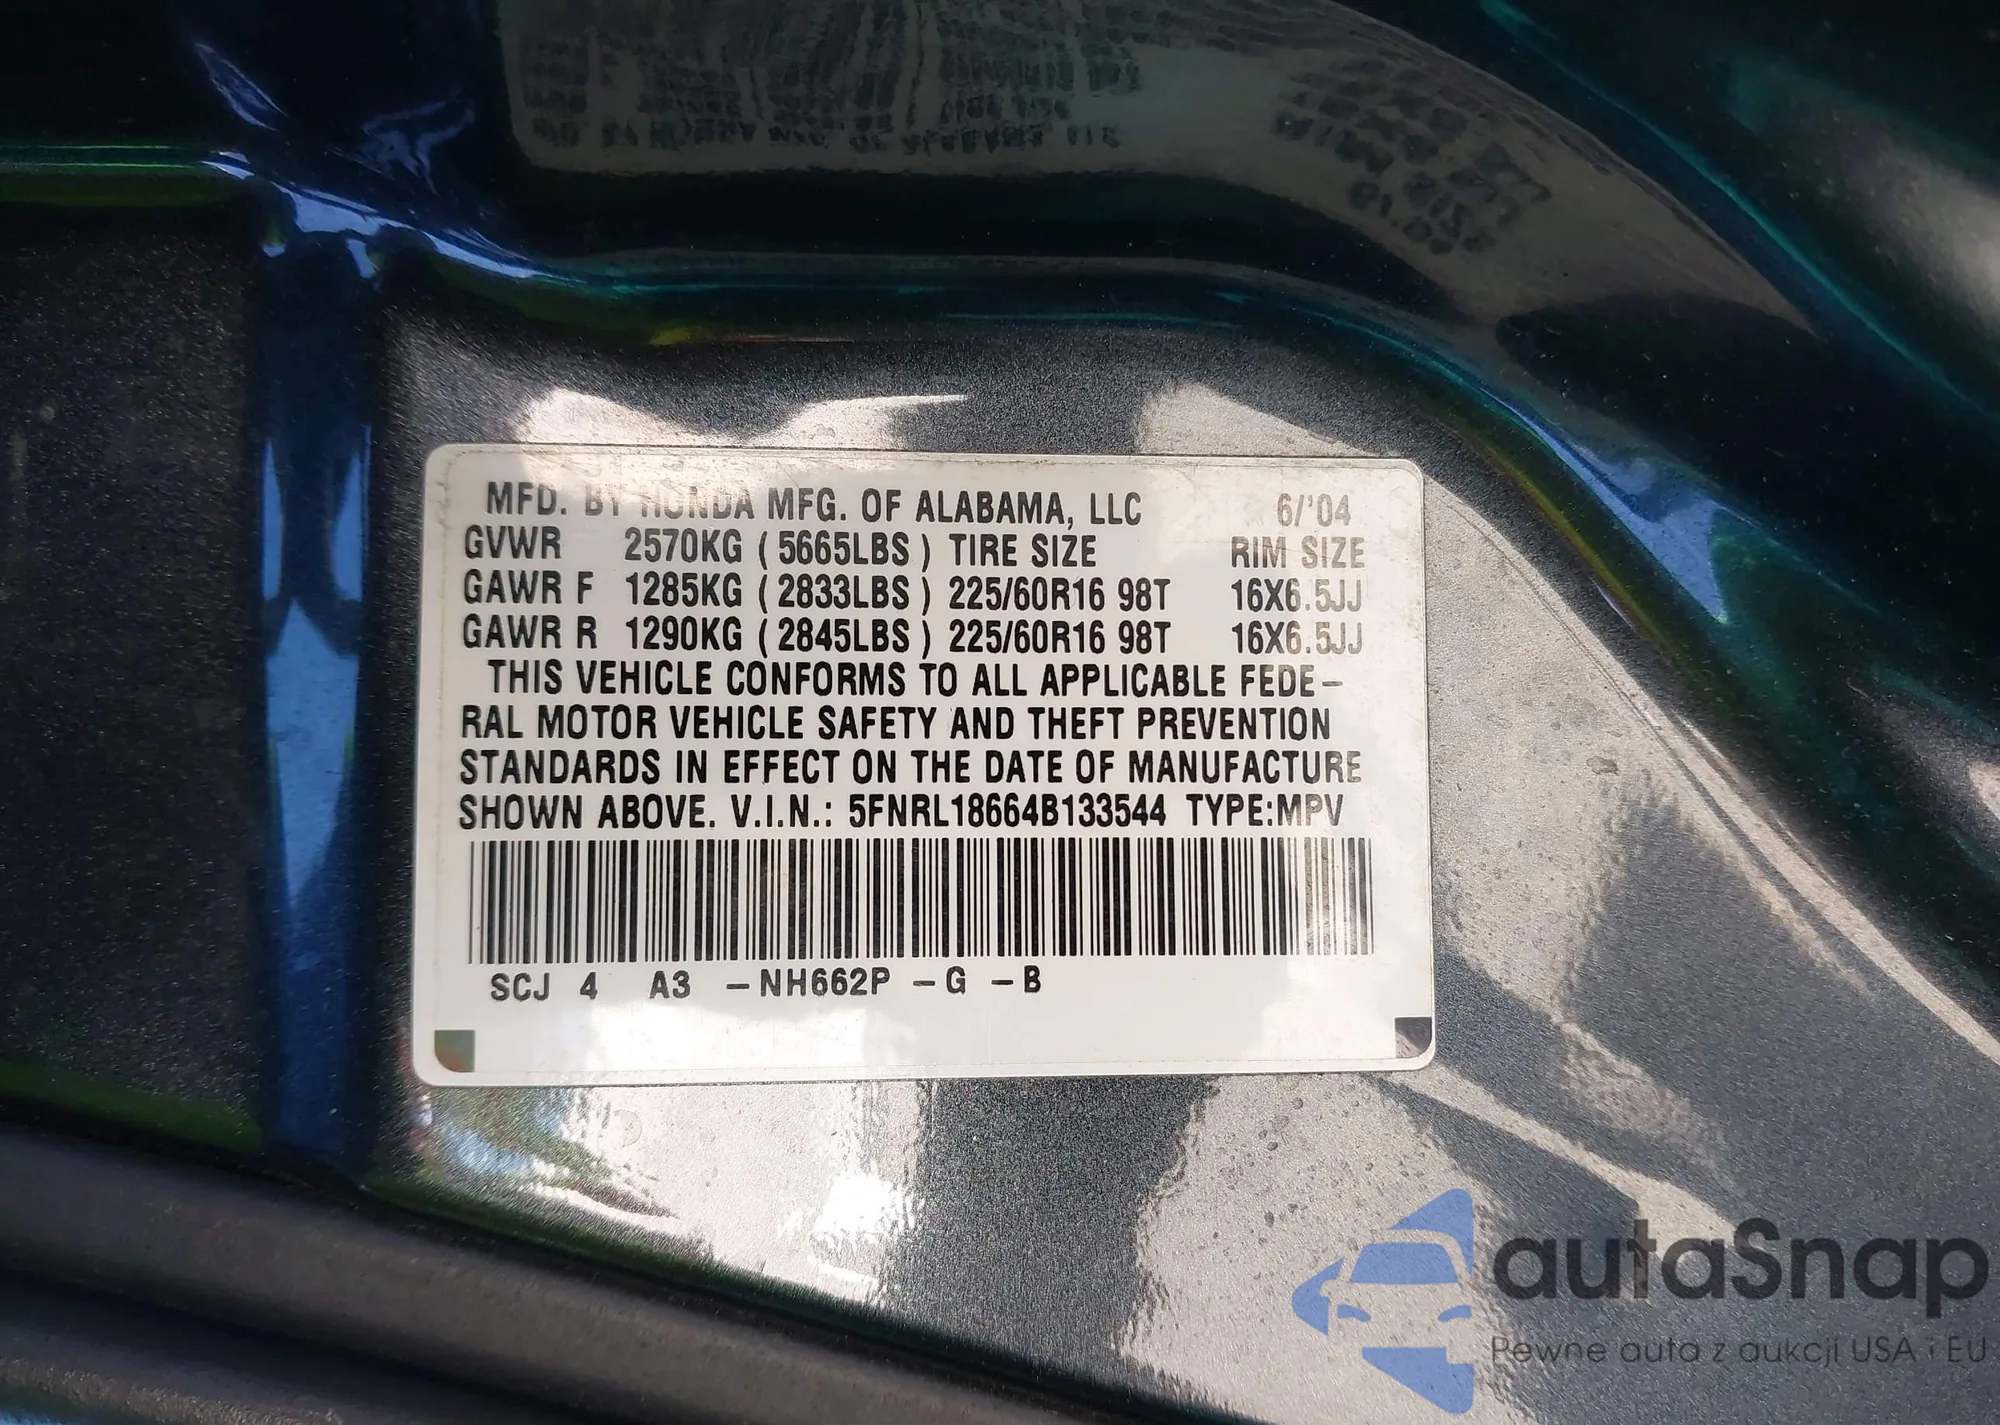 MFD. BY HONDA MFG. OF ALABAMA, LLC 6/'04
GVWR 2570KG (5665LBS) TIRE SIZE RIM SIZE
GAWR F 1285KG (2833LBS) 225/60R16 98T 16X6.5JJ
GAWR R 1290KG (2845LBS) 225/60R16 98T 16X6.5JJ
THIS VEHICLE CONFORMS TO ALL APPLICABLE FEDE-
RAL MOTOR VEHICLE SAFETY AND THEFT PREVENTION
STANDARDS IN EFFECT ON THE DATE OF MANUFACTURE
SHOWN ABOVE. V.I.N.: 5FNRL18664B133544 TYPE:MPV
SCJ 4 A3 -NH662P -G -B
autaSnap
Pewne auta z aukcji USA i EU